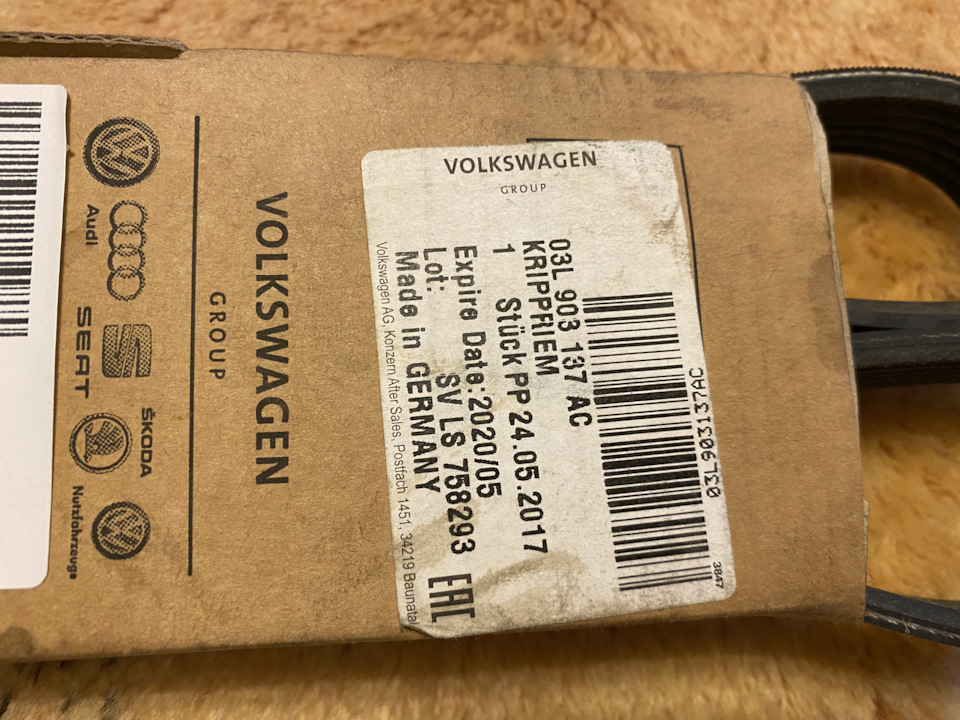 VOLKSWAGEN
GROUP
03L 903 137 AC
KRIPPRIEM
1 Stück PP 24.05.2017
Expire Date:2020/05
Lot: SV LS 758293
Made in GERMANY
EAC
Volkswagen AG, Konzern After Sales, Postfach 1451, 34219 Baunatal
03L903137AC
3847
VOLKSWAGEN
GROUP
Audi
SEAT
ŠKODA
Nutzfahrzeuge